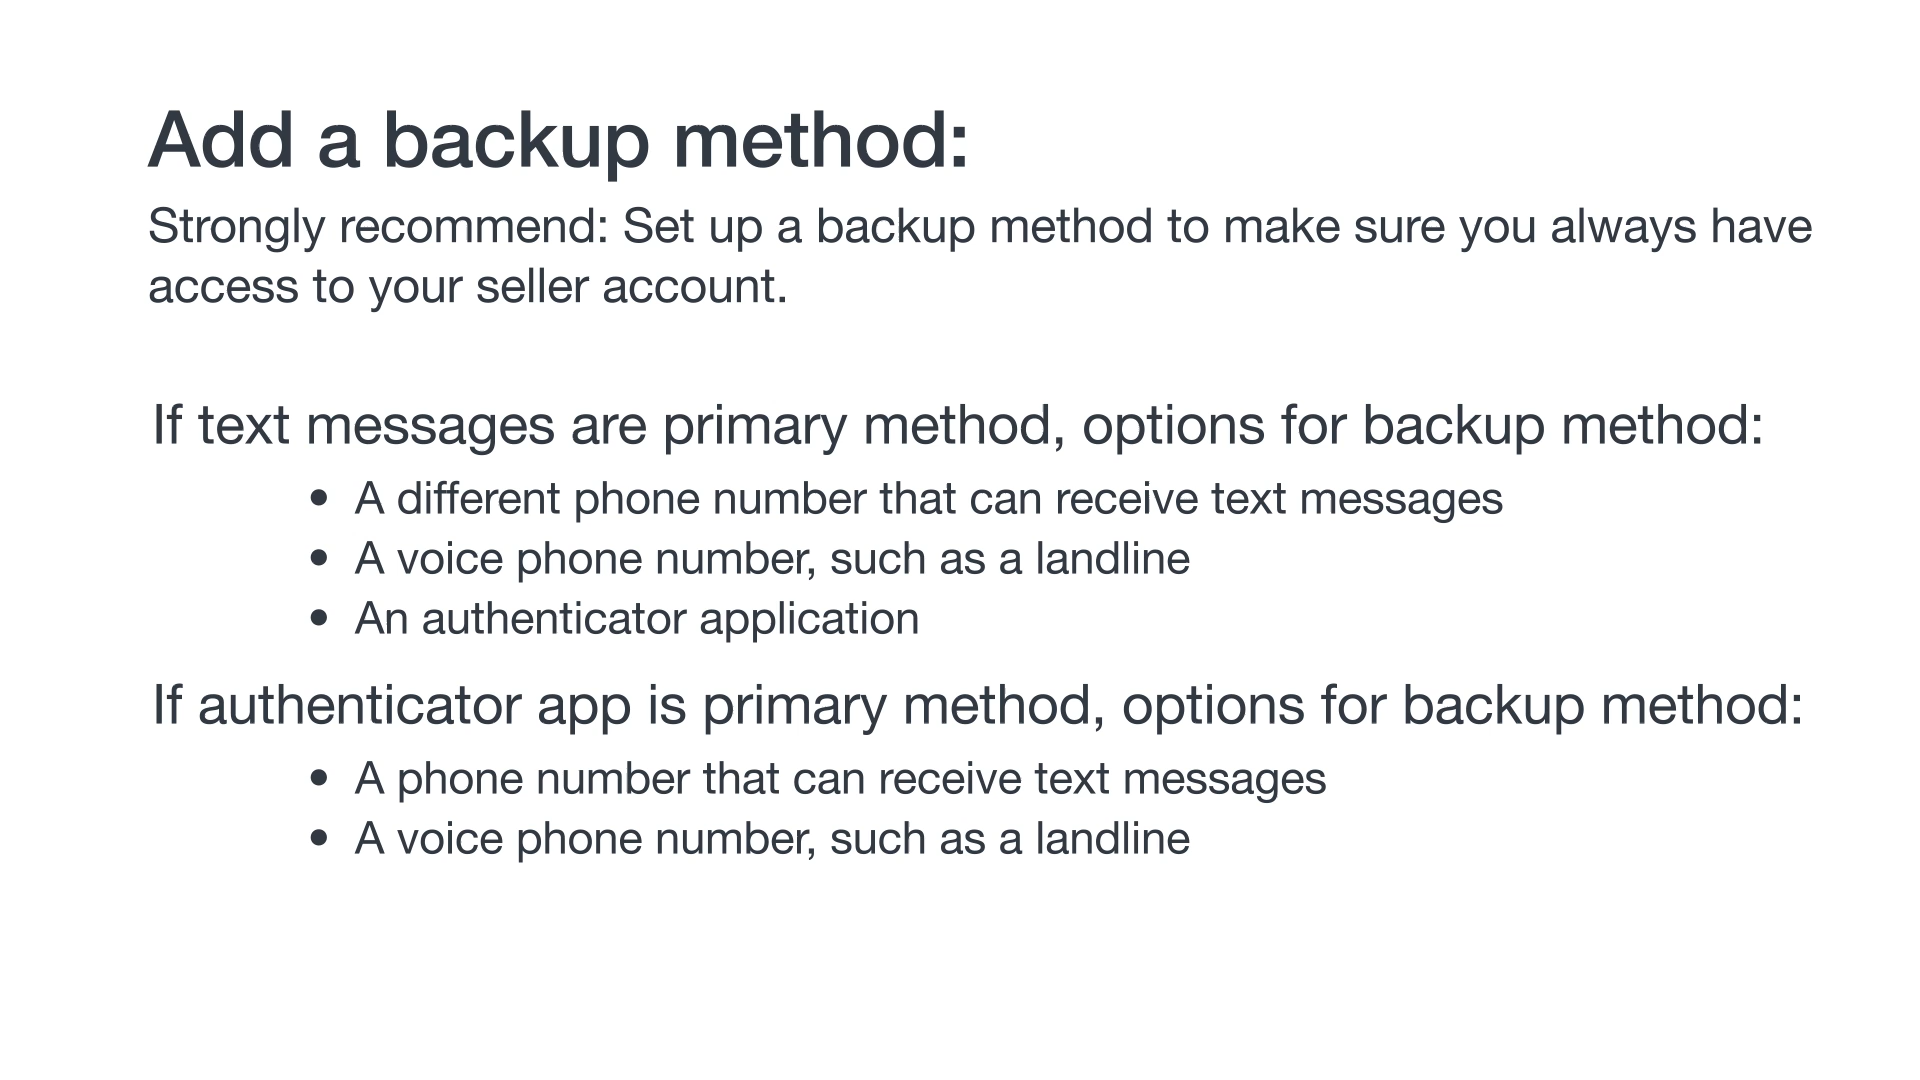 Add a backup method:
Strongly recommend: Set up a backup method to make sure you always have
access to your seller account.
If text messages are primary method, options for backup method:
• A different phone number that can receive text messages
• A voice phone number, such as a landline
• An authenticator application
If authenticator app is primary method, options for backup method:
• A phone number that can receive text messages
• A voice phone number, such as a landline